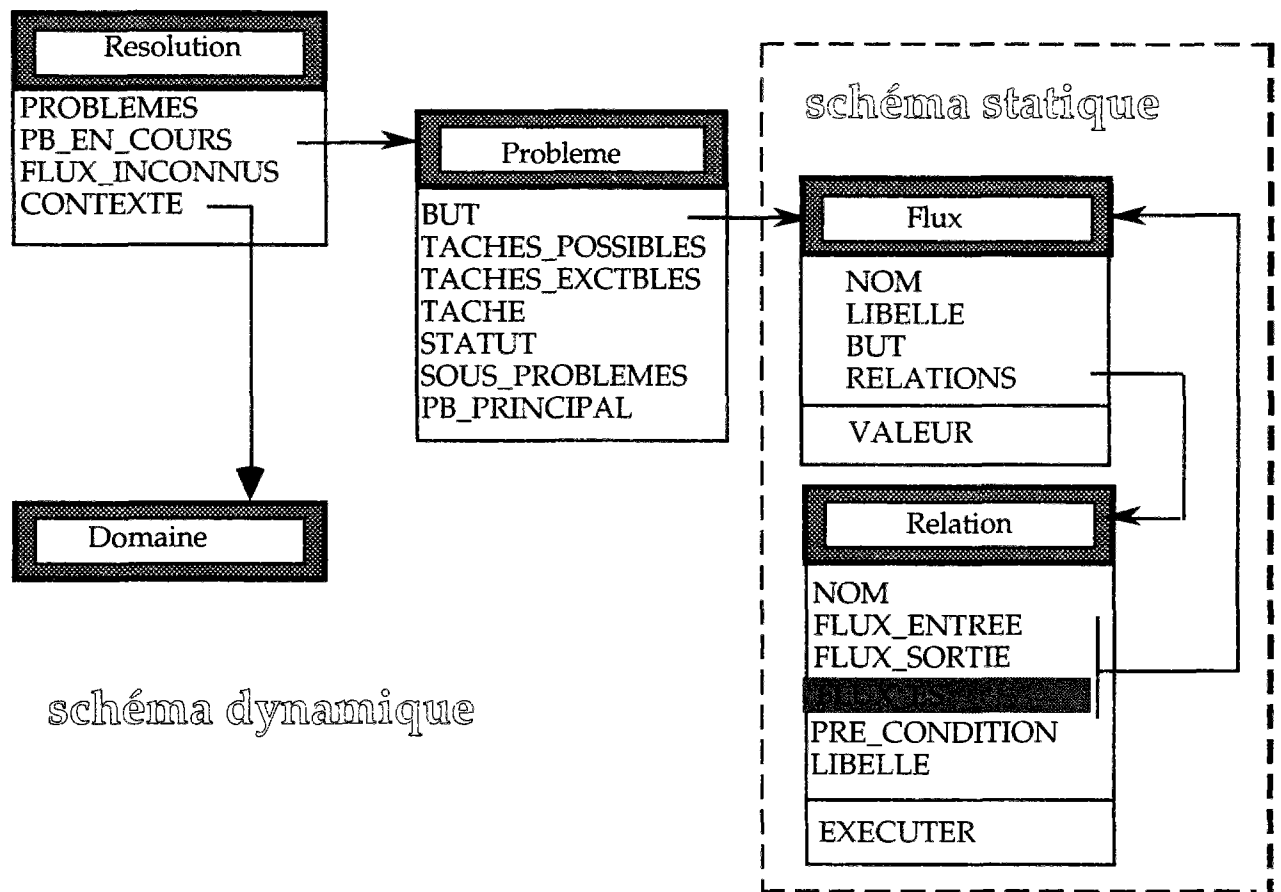 Resolution
PROBLEMES
PB_EN_COURS
FLUX_INCONNUS
CONTEXTE
Domaine
schéma dynamique
Probleme
BUT
TACHES_POSSIBLES
TACHES_EXCTBLES
TACHE
STATUT
SOUS_PROBLEMES
PB_PRINCIPAL
schéma statique
Flux
NOM
LIBELLE
BUT
RELATIONS
VALEUR
Relation
NOM
FLUX_ENTREE
FLUX_SORTIE
PRE_CONDITION
LIBELLE
EXECUTER